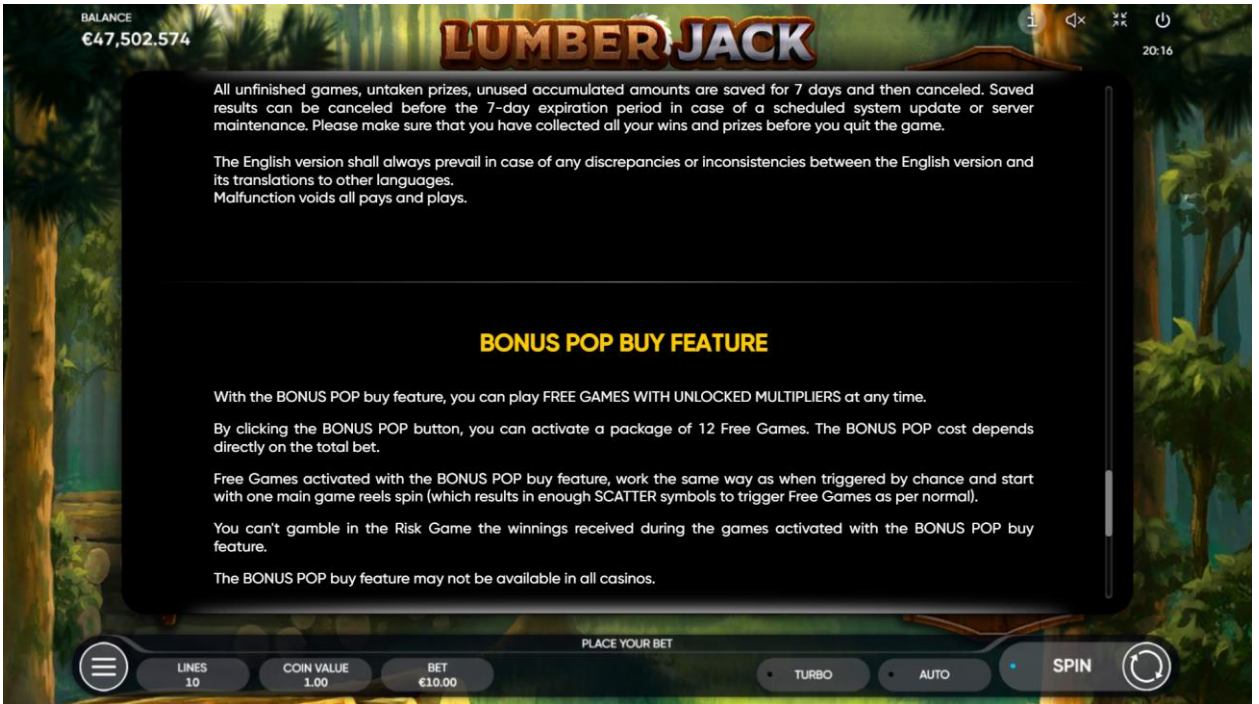 BALANCE
€47,502.574
LUMBER JACK
i
20:16
All unfinished games, untaken prizes, unused accumulated amounts are saved for 7 days and then canceled. Saved
results can be canceled before the 7-day expiration period in case of a scheduled system update or server
maintenance. Please make sure that you have collected all your wins and prizes before you quit the game.
The English version shall always prevail in case of any discrepancies or inconsistencies between the English version and
its translations to other languages.
Malfunction voids all pays and plays.
BONUS POP BUY FEATURE
With the BONUS POP buy feature, you can play FREE GAMES WITH UNLOCKED MULTIPLIERS at any time.
By clicking the BONUS POP button, you can activate a package of 12 Free Games. The BONUS POP cost depends
directly on the total bet.
Free Games activated with the BONUS POP buy feature, work the same way as when triggered by chance and start
with one main game reels spin (which results in enough SCATTER symbols to trigger Free Games as per normal).
You can't gamble in the Risk Game the winnings received during the games activated with the BONUS POP buy
feature.
The BONUS POP buy feature may not be available in all casinos.
PLACE YOUR BET
LINES
10
COIN VALUE
1.00
BET
€10.00
TURBO
AUTO
SPIN